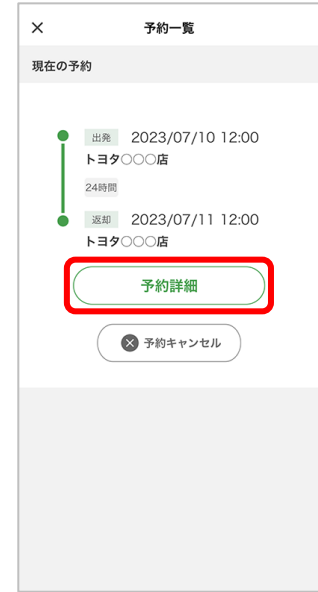 × 予約一覧
現在の予約
出発 2023/07/10 12:00
トヨタ○○○店
24時間
返却 2023/07/11 12:00
トヨタ○○○店
予約詳細
予約キャンセル